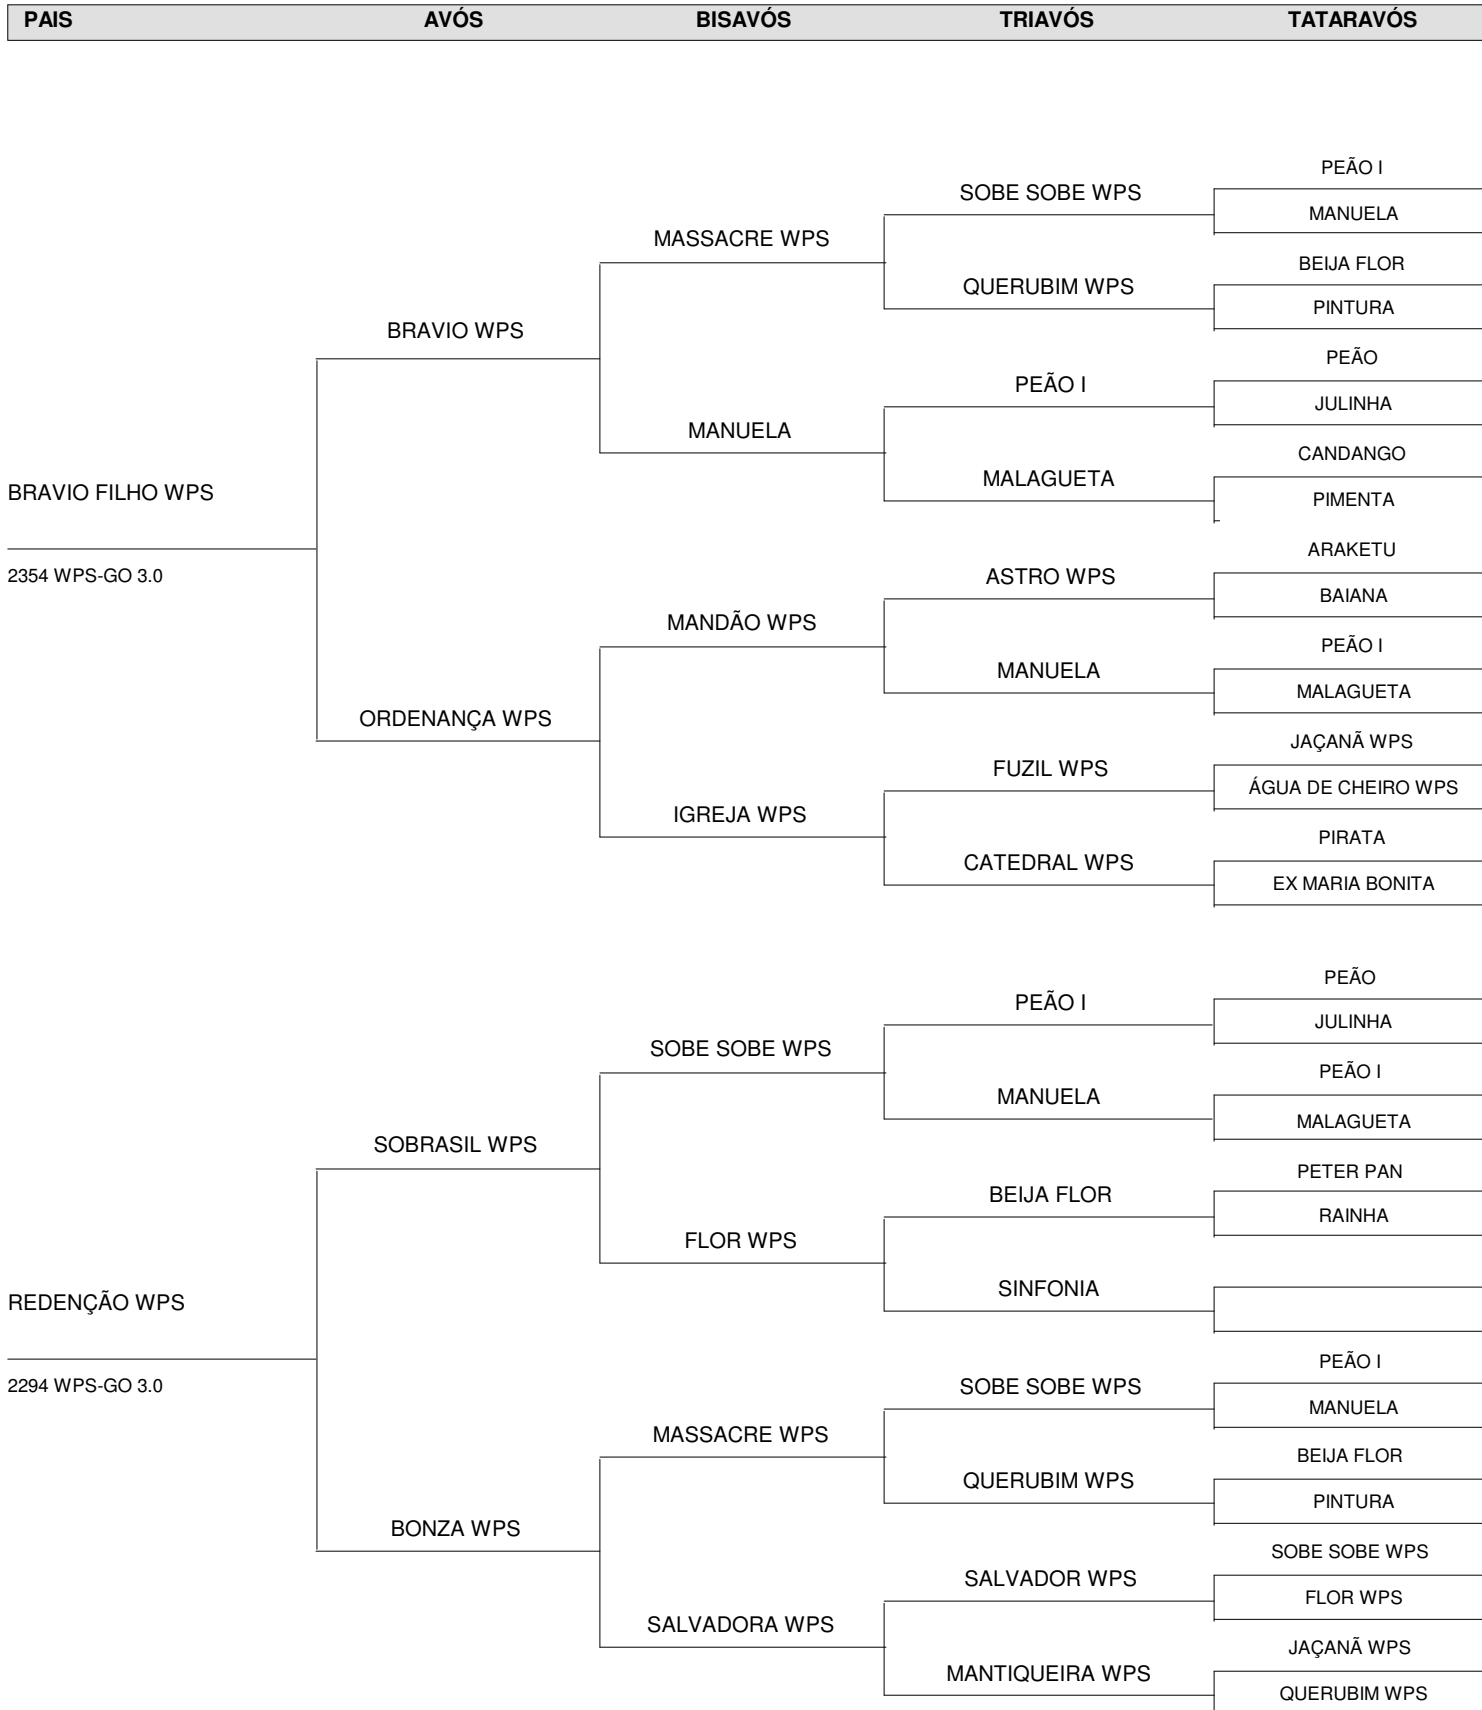 PAIS AVÓS BISAVÓS TRIAVÓS TATARAVÓS
PEÃO I
SOBE SOBE WPS
MANUELA
MASSACRE WPS
BEIJA FLOR
QUERUBIM WPS
PINTURA
BRAVIO WPS
PEÃO
PEÃO I
JULINHA
MANUELA
CANDANGO
MALAGUETA
PIMENTA
BRAVIO FILHO WPS
ARAKETU
2354 WPS-GO 3.0
ASTRO WPS
BAIANA
MANDÃO WPS
PEÃO I
MANUELA
MALAGUETA
ORDENANÇA WPS
JAÇANÃ WPS
FUZIL WPS
ÁGUA DE CHEIRO WPS
IGREJA WPS
PIRATA
CATEDRAL WPS
EX MARIA BONITA
PEÃO
PEÃO I
JULINHA
SOBE SOBE WPS
PEÃO I
MANUELA
MALAGUETA
SOBRASIL WPS
PETER PAN
BEIJA FLOR
RAINHA
FLOR WPS
SINFONIA
REDENÇÃO WPS
PEÃO I
2294 WPS-GO 3.0
SOBE SOBE WPS
MANUELA
MASSACRE WPS
BEIJA FLOR
QUERUBIM WPS
PINTURA
BONZA WPS
SOBE SOBE WPS
SALVADOR WPS
FLOR WPS
SALVADORA WPS
JAÇANÃ WPS
MANTIQUEIRA WPS
QUERUBIM WPS